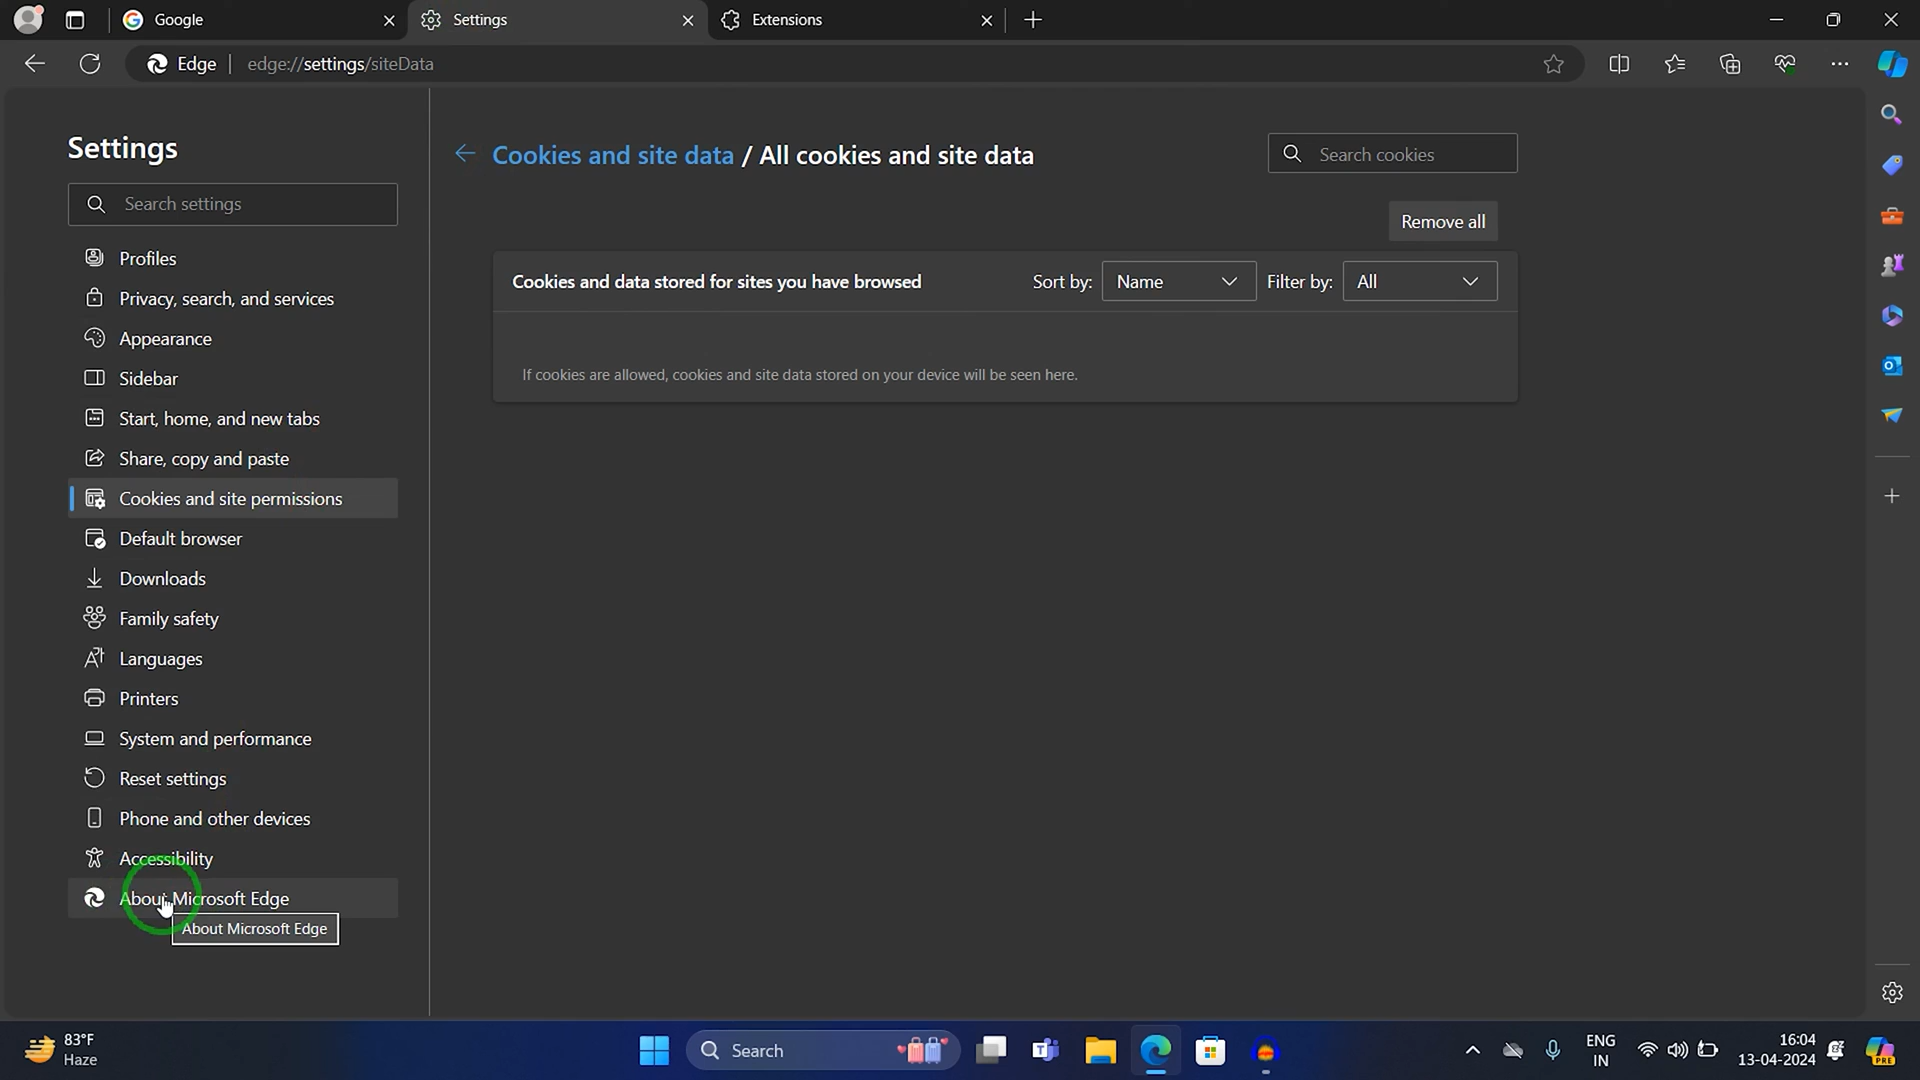 Google
Settings
Extensions
Edge
edge://settings/siteData
Settings
Search settings
Profiles
Privacy, search, and services
Appearance
Sidebar
Start, home, and new tabs
Share, copy and paste
Cookies and site permissions
Default browser
Downloads
Family safety
Languages
Printers
System and performance
Reset settings
Phone and other devices
Accessibility
About Microsoft Edge
About Microsoft Edge
Cookies and site data / All cookies and site data
Search cookies
Remove all
Cookies and data stored for sites you have browsed
Sort by:
Name
Filter by:
All
If cookies are allowed, cookies and site data stored on your device will be seen here.
83°F
Haze
Search
ENG
IN
16:04
13-04-2024
PRE